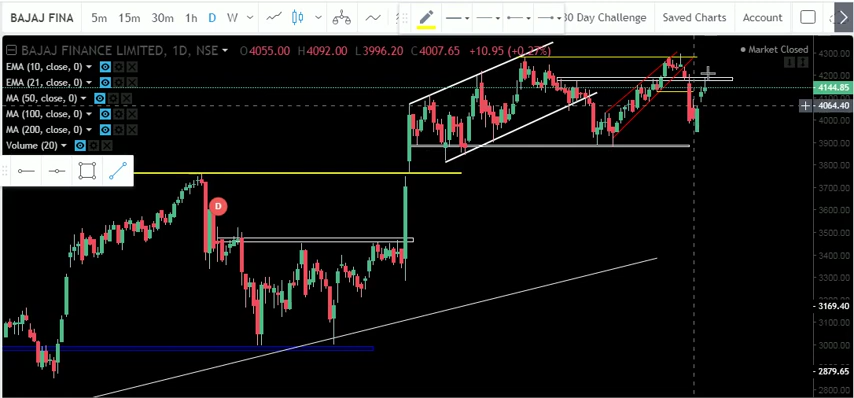 BAJAJ FINA 5m 15m 30m 1h D W 30 Day Challenge Saved Charts Account
BAJAJ FINANCE LIMITED, 1D, NSE O4055.00 H4092.00 L3996.20 C4007.65 +10.95 (+0.27%)
Market Closed
EMA (10, close, 0)
EMA (21, close, 0)
MA (50, close, 0)
MA (100, close, 0)
MA (200, close, 0)
Volume (20)
D
4300.00
4200.00
4144.85
4064.40
4000.00
3900.00
3800.00
3700.00
3600.00
3500.00
3400.00
3300.00
3169.40
3100.00
3000.00
2879.65
2800.00